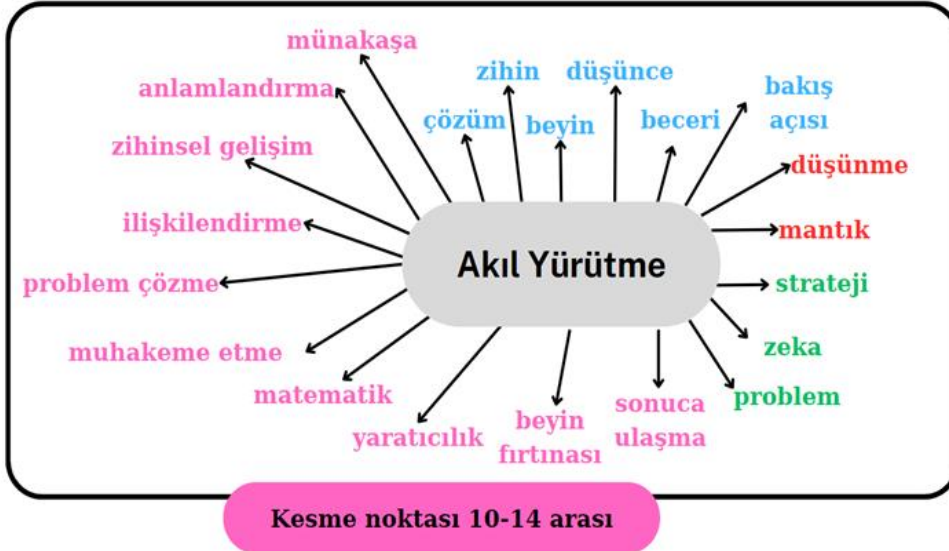 münakaşa
anlamlandırma
zihinsel gelişim
ilişkilendirme
problem çözme
muhakeme etme
matematik
yaratıcılık
beyin
fırtınası
sonuca
ulaşma
çözüm
zihin
beyin
düşünce
beceri
bakış
açısı
düşünme
mantık
strateji
zeka
problem
Akıl Yürütme
Kesme noktası 10-14 arası